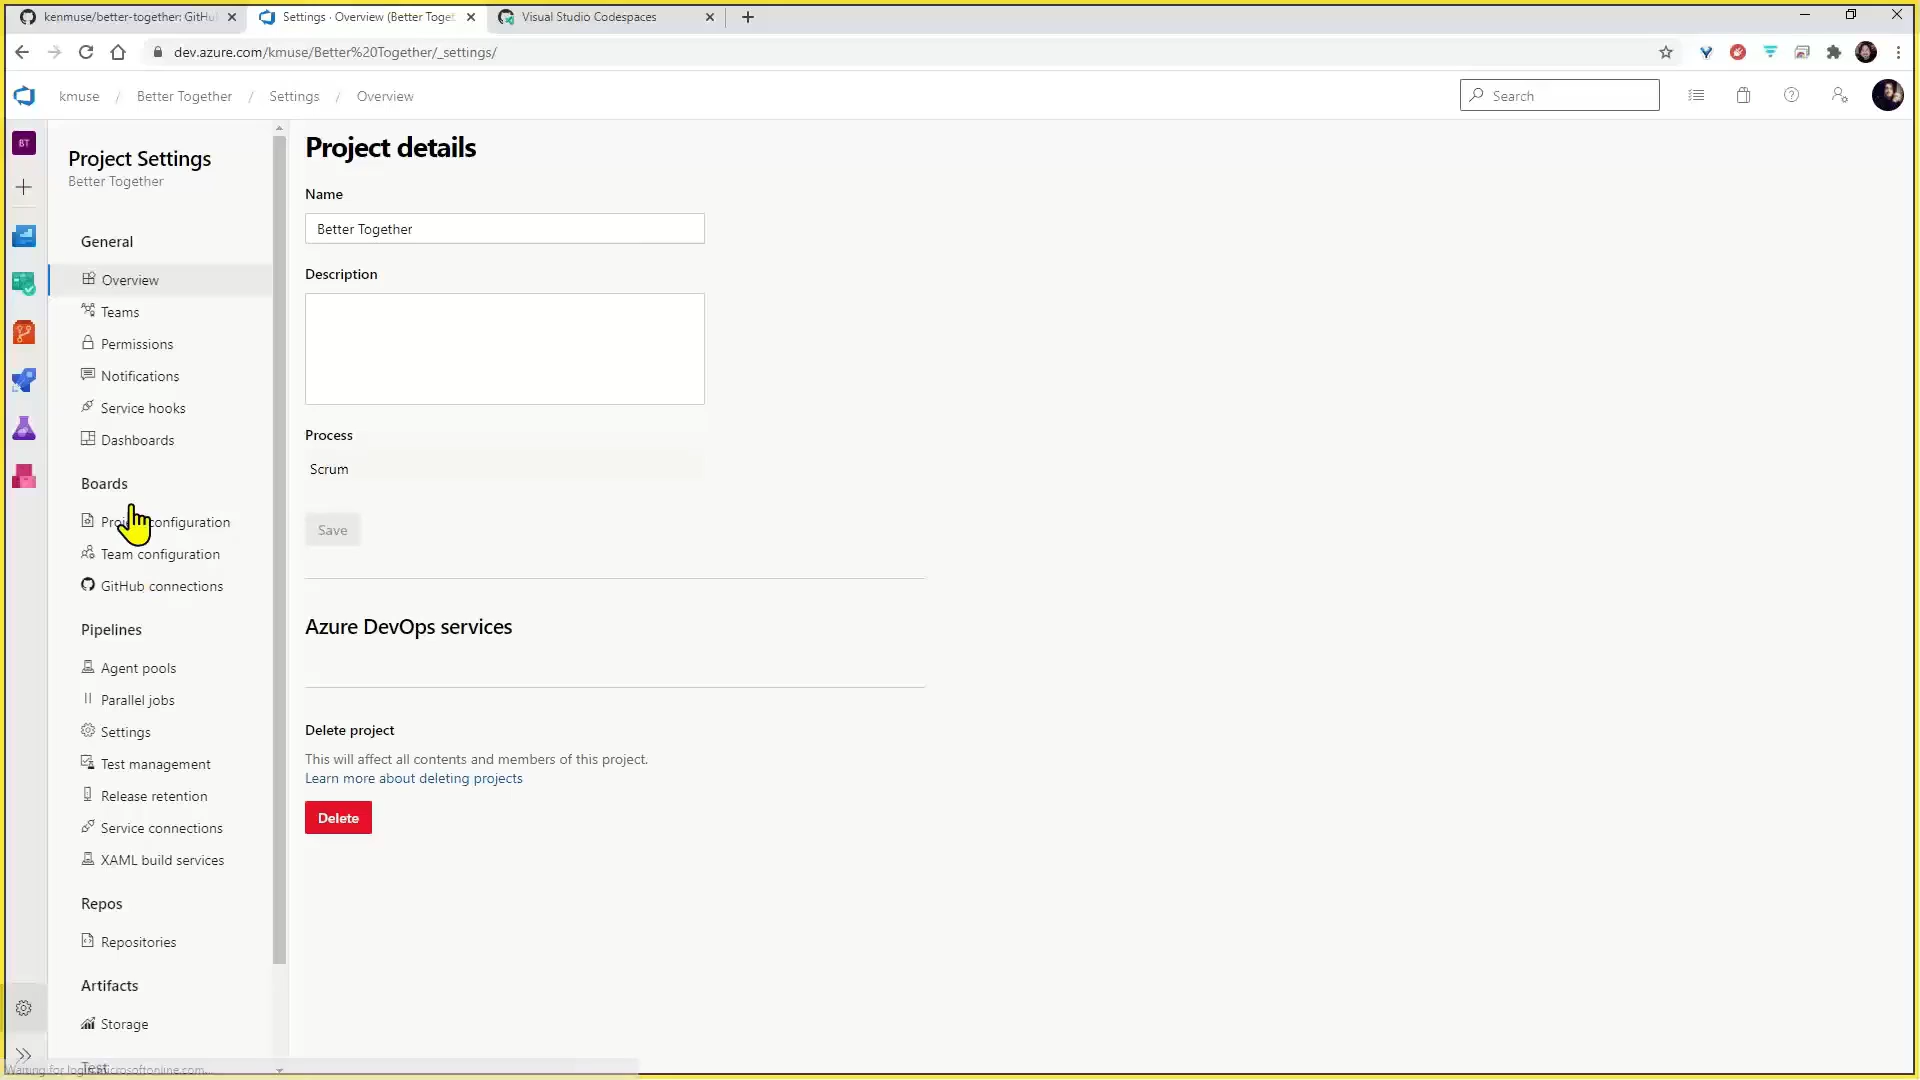 kenmuse/better-together: GitHu
Settings · Overview (Better Toget
Visual Studio Codespaces
dev.azure.com/kmuse/Better%20Together/_settings/
kmuse / Better Together / Settings / Overview
Search
BT
Project Settings
Better Together
General
Overview
Teams
Permissions
Notifications
Service hooks
Dashboards
Boards
configuration
Team configuration
GitHub connections
Pipelines
Agent pools
Parallel jobs
Settings
Test management
Release retention
Service connections
XAML build services
Repos
Repositories
Artifacts
Storage
Test
Waiting for
Project details
Name
Better Together
Description
Process
Scrum
Save
Azure DevOps services
Delete project
This will affect all contents and members of this project.
Learn more about deleting projects
Delete